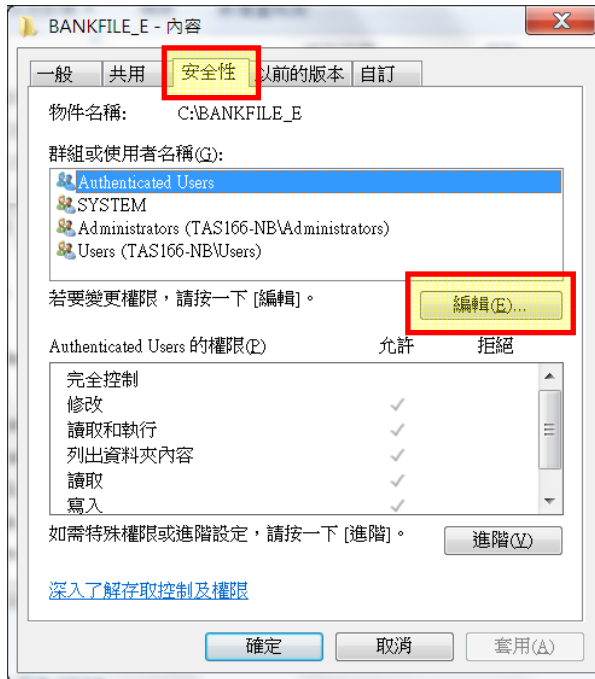 BANKFILE_E - 內容
一般 共用 安全性 以前的版本 自訂
物件名稱: C:\BANKFILE_E
群組或使用者名稱(G):
Authenticated Users
SYSTEM
Administrators (TAS166-NB\Administrators)
Users (TAS166-NB\Users)
若要變更權限，請按一下 [編輯]。 編輯(E)...
Authenticated Users 的權限(P) 允許 拒絕
完全控制
修改
讀取和執行
列出資料夾內容
讀取
寫入
如需特殊權限或進階設定，請按一下 [進階]。 進階(V)
深入了解存取控制及權限
確定 取消 套用(A)